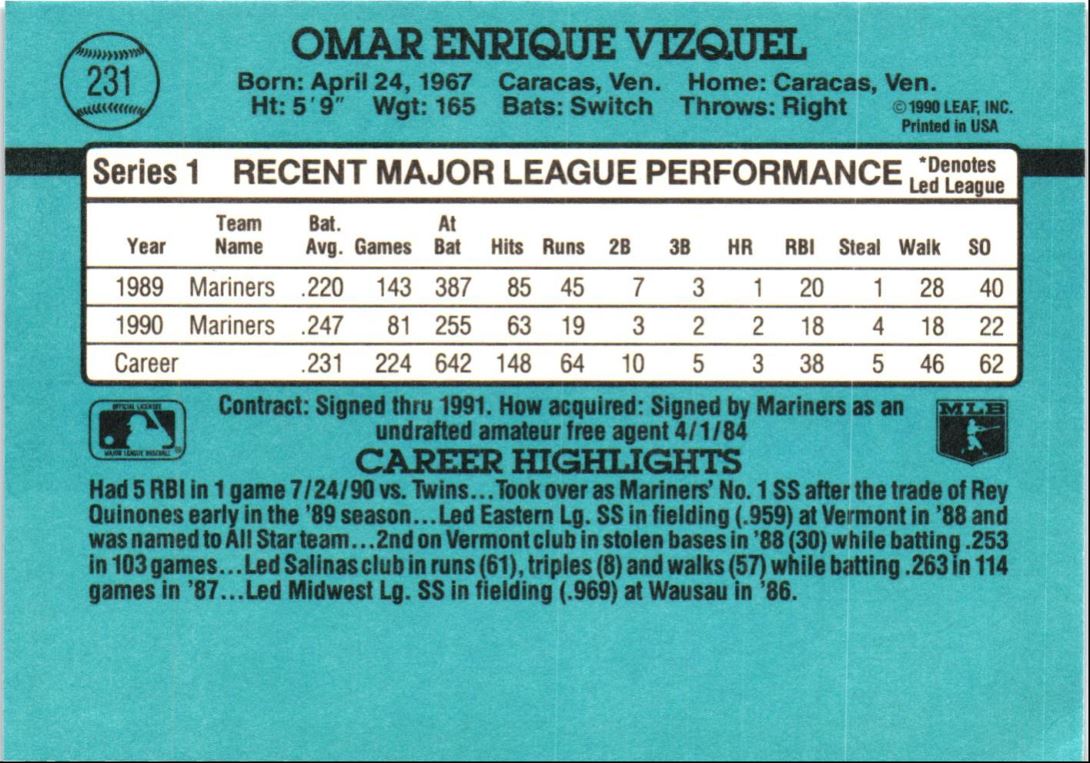 231
OMAR ENRIQUE VIZQUEL
Born: April 24, 1967 Caracas, Ven. Home: Caracas, Ven.
Ht: 5'9" Wgt: 165 Bats: Switch Throws: Right
©1990 LEAF, INC.
Printed in USA
Series 1 RECENT MAJOR LEAGUE PERFORMANCE
*Denotes
Led League
Year Team Name Bat. Avg. Games At Bat Hits Runs 2B 3B HR RBI Steal Walk SO
1989 Mariners .220 143 387 85 45 7 3 1 20 1 28 40
1990 Mariners .247 81 255 63 19 3 2 2 18 4 18 22
Career .231 224 642 148 64 10 5 3 38 5 46 62
OFFICIAL LICENSEE
MAJOR LEAGUE BASEBALL
®
Contract: Signed thru 1991. How acquired: Signed by Mariners as an
undrafted amateur free agent 4/1/84
MLB
CAREER HIGHLIGHTS
Had 5 RBI in 1 game 7/24/90 vs. Twins...Took over as Mariners' No. 1 SS after the trade of Rey
Quinones early in the '89 season...Led Eastern Lg. SS in fielding (.959) at Vermont in '88 and
was named to All Star team...2nd on Vermont club in stolen bases in '88 (30) while batting .253
in 103 games...Led Salinas club in runs (61), triples (8) and walks (57) while batting .263 in 114
games in '87...Led Midwest Lg. SS in fielding (.969) at Wausau in '86.